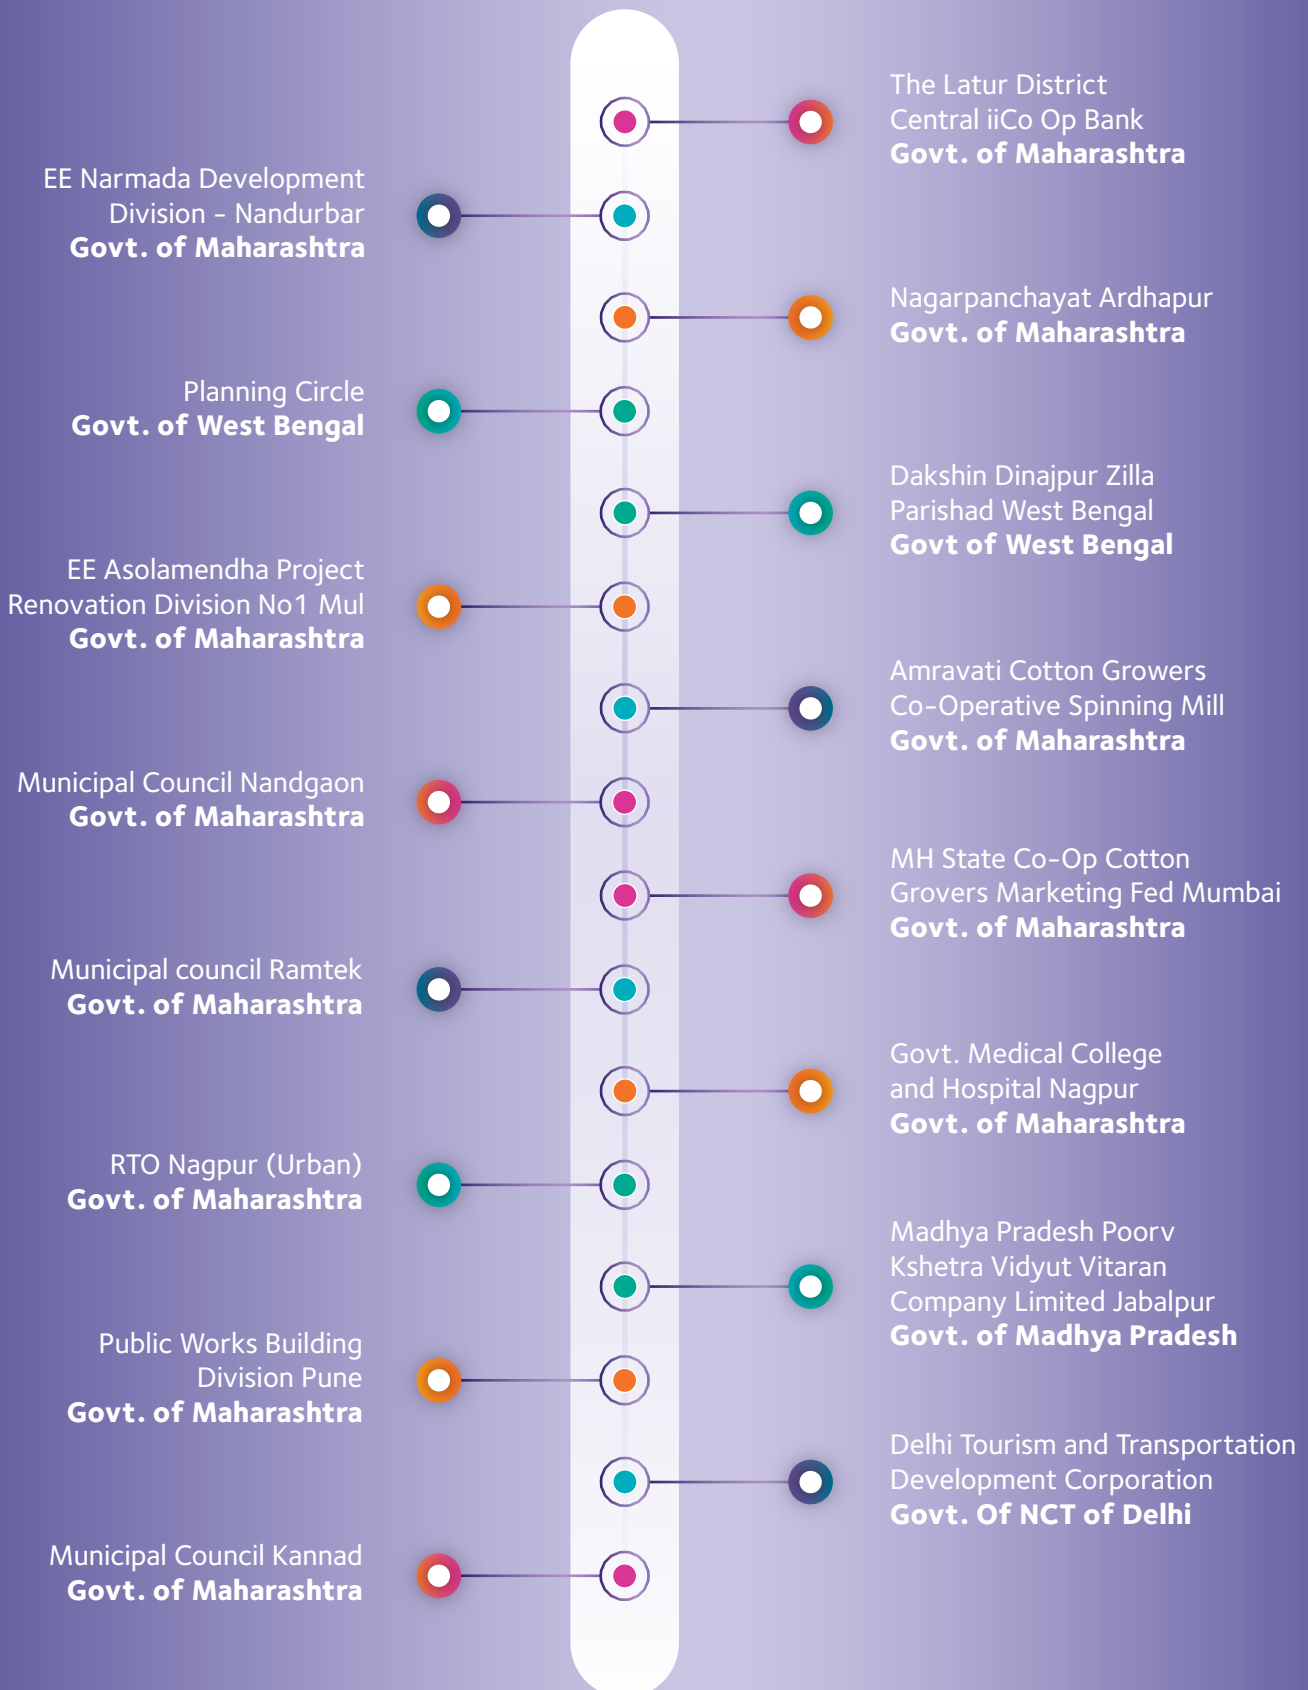 The Latur District
Central iiCo Op Bank
Govt. of Maharashtra
EE Narmada Development
Division - Nandurbar
Govt. of Maharashtra
Nagarpanchayat Ardhapur
Govt. of Maharashtra
Planning Circle
Govt. of West Bengal
Dakshin Dinajpur Zilla
Parishad West Bengal
Govt of West Bengal
EE Asolamendha Project
Renovation Division No1 Mul
Govt. of Maharashtra
Amravati Cotton Growers
Co-Operative Spinning Mill
Govt. of Maharashtra
Municipal Council Nandgaon
Govt. of Maharashtra
MH State Co-Op Cotton
Grovers Marketing Fed Mumbai
Govt. of Maharashtra
Municipal council Ramtek
Govt. of Maharashtra
Govt. Medical College
and Hospital Nagpur
Govt. of Maharashtra
RTO Nagpur (Urban)
Govt. of Maharashtra
Madhya Pradesh Poorv
Kshetra Vidyut Vitaran
Company Limited Jabalpur
Govt. of Madhya Pradesh
Public Works Building
Division Pune
Govt. of Maharashtra
Delhi Tourism and Transportation
Development Corporation
Govt. Of NCT of Delhi
Municipal Council Kannad
Govt. of Maharashtra